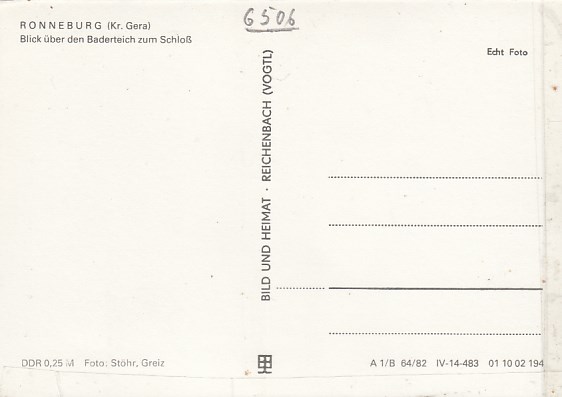 6506
RONNEBURG (Kr. Gera)
Blick über den Baderteich zum Schloß
Echt Foto
BILD UND HEIMAT · REICHENBACH (VOGTL)
DDR 0,25 M Foto: Stöhr, Greiz
A 1/B 64/82 IV-14-483 01 10 02 194